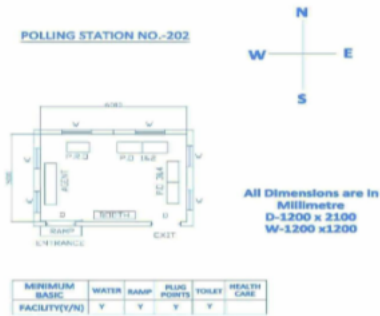 N
POLLING STATION NO.-202
W E
S
P.R.O P.O 1&2
AGENT
P.O 3&4
D D
RAMP
ENTRANCE EXIT
All Dimensions are in
Millimetre
D-1200 x 2100
W-1200 x1200
MINIMUM BASIC FACILITY(Y/N) WATER RAMP PLUG POINTS TOILET HEALTH CARE
Y Y Y Y